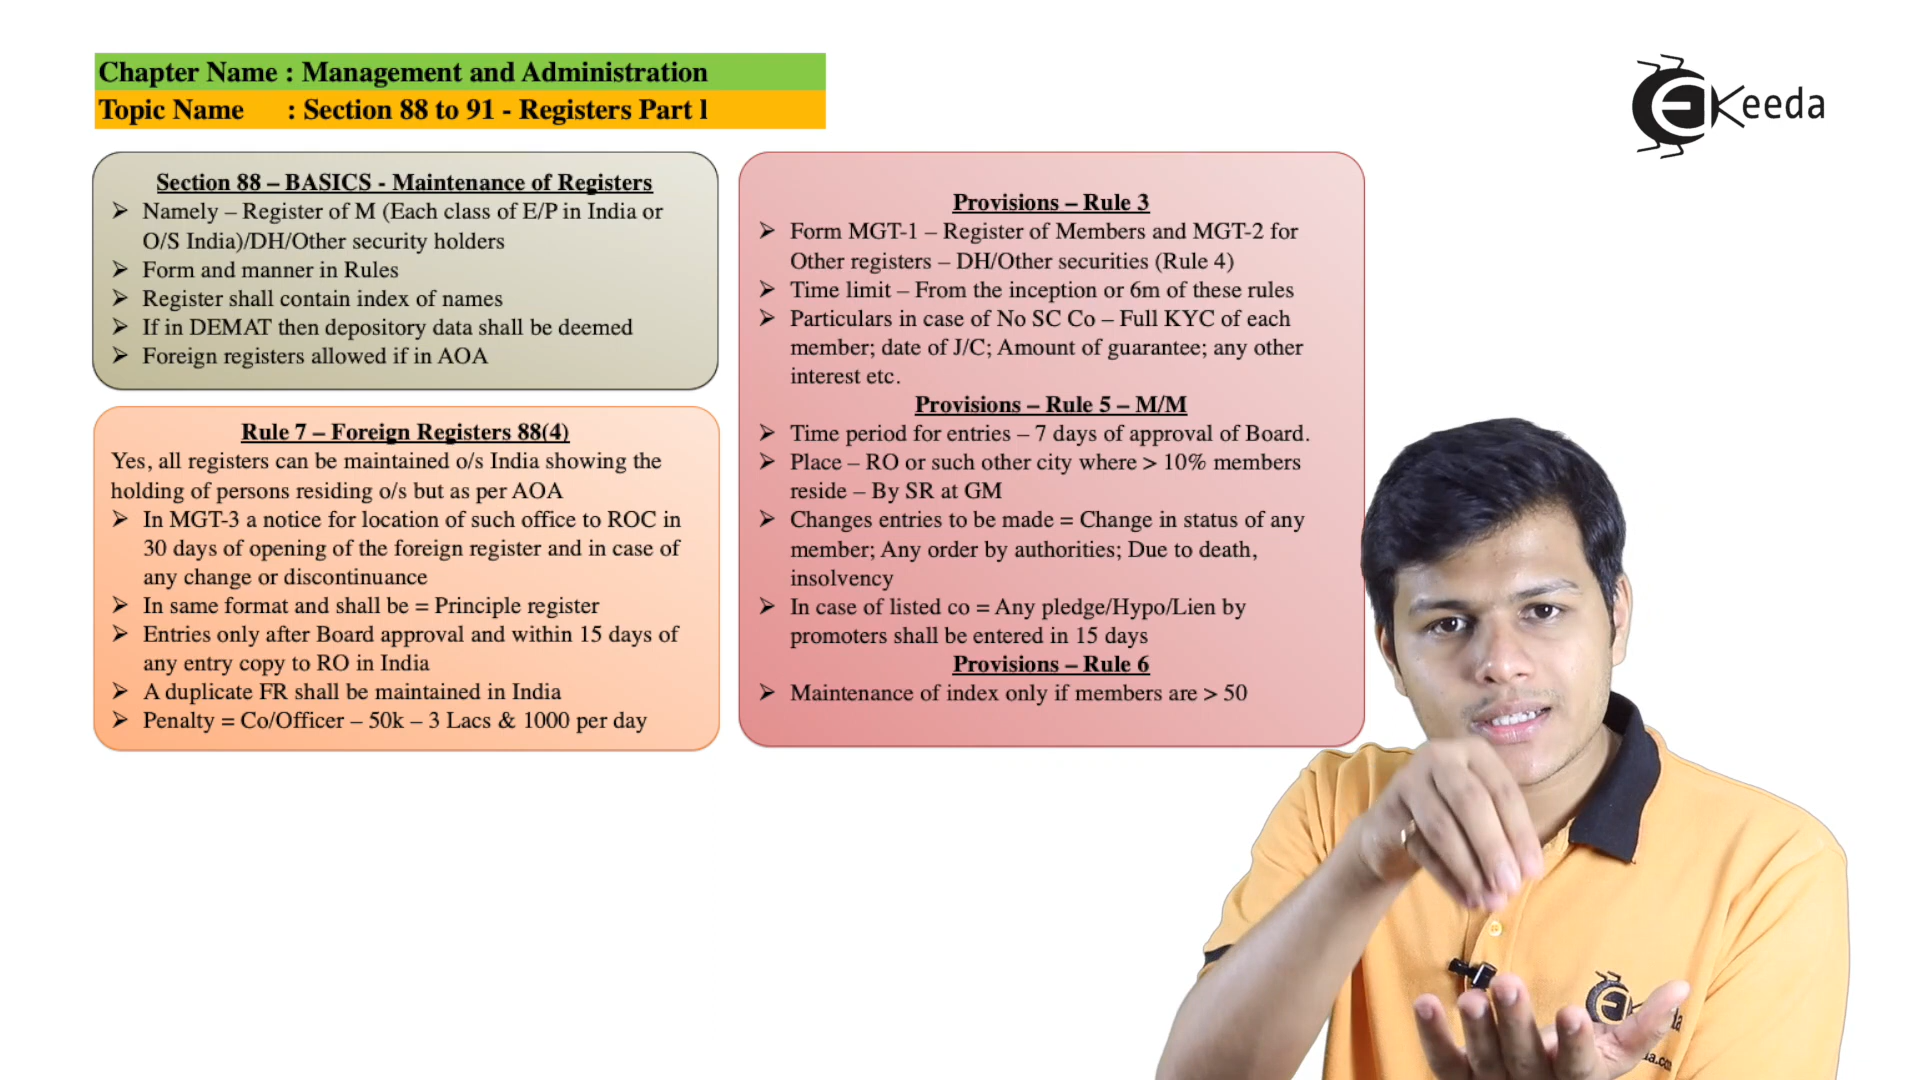 Chapter Name : Management and Administration
Topic Name : Section 88 to 91 - Registers Part l
Keeda
Section 88 – BASICS - Maintenance of Registers
➢ Namely – Register of M (Each class of E/P in India or
O/S India)/DH/Other security holders
➢ Form and manner in Rules
➢ Register shall contain index of names
➢ If in DEMAT then depository data shall be deemed
➢ Foreign registers allowed if in AOA
Rule 7 – Foreign Registers 88(4)
Yes, all registers can be maintained o/s India showing the
holding of persons residing o/s but as per AOA
➢ In MGT-3 a notice for location of such office to ROC in
30 days of opening of the foreign register and in case of
any change or discontinuance
➢ In same format and shall be = Principle register
➢ Entries only after Board approval and within 15 days of
any entry copy to RO in India
➢ A duplicate FR shall be maintained in India
➢ Penalty = Co/Officer – 50k – 3 Lacs & 1000 per day
Provisions – Rule 3
➢ Form MGT-1 – Register of Members and MGT-2 for
Other registers – DH/Other securities (Rule 4)
➢ Time limit – From the inception or 6m of these rules
➢ Particulars in case of No SC Co – Full KYC of each
member; date of J/C; Amount of guarantee; any other
interest etc.
Provisions – Rule 5 – M/M
➢ Time period for entries – 7 days of approval of Board.
➢ Place – RO or such other city where > 10% members
reside – By SR at GM
➢ Changes entries to be made = Change in status of any
member; Any order by authorities; Due to death,
insolvency
➢ In case of listed co = Any pledge/Hypo/Lien by
promoters shall be entered in 15 days
Provisions – Rule 6
➢ Maintenance of index only if members are > 50